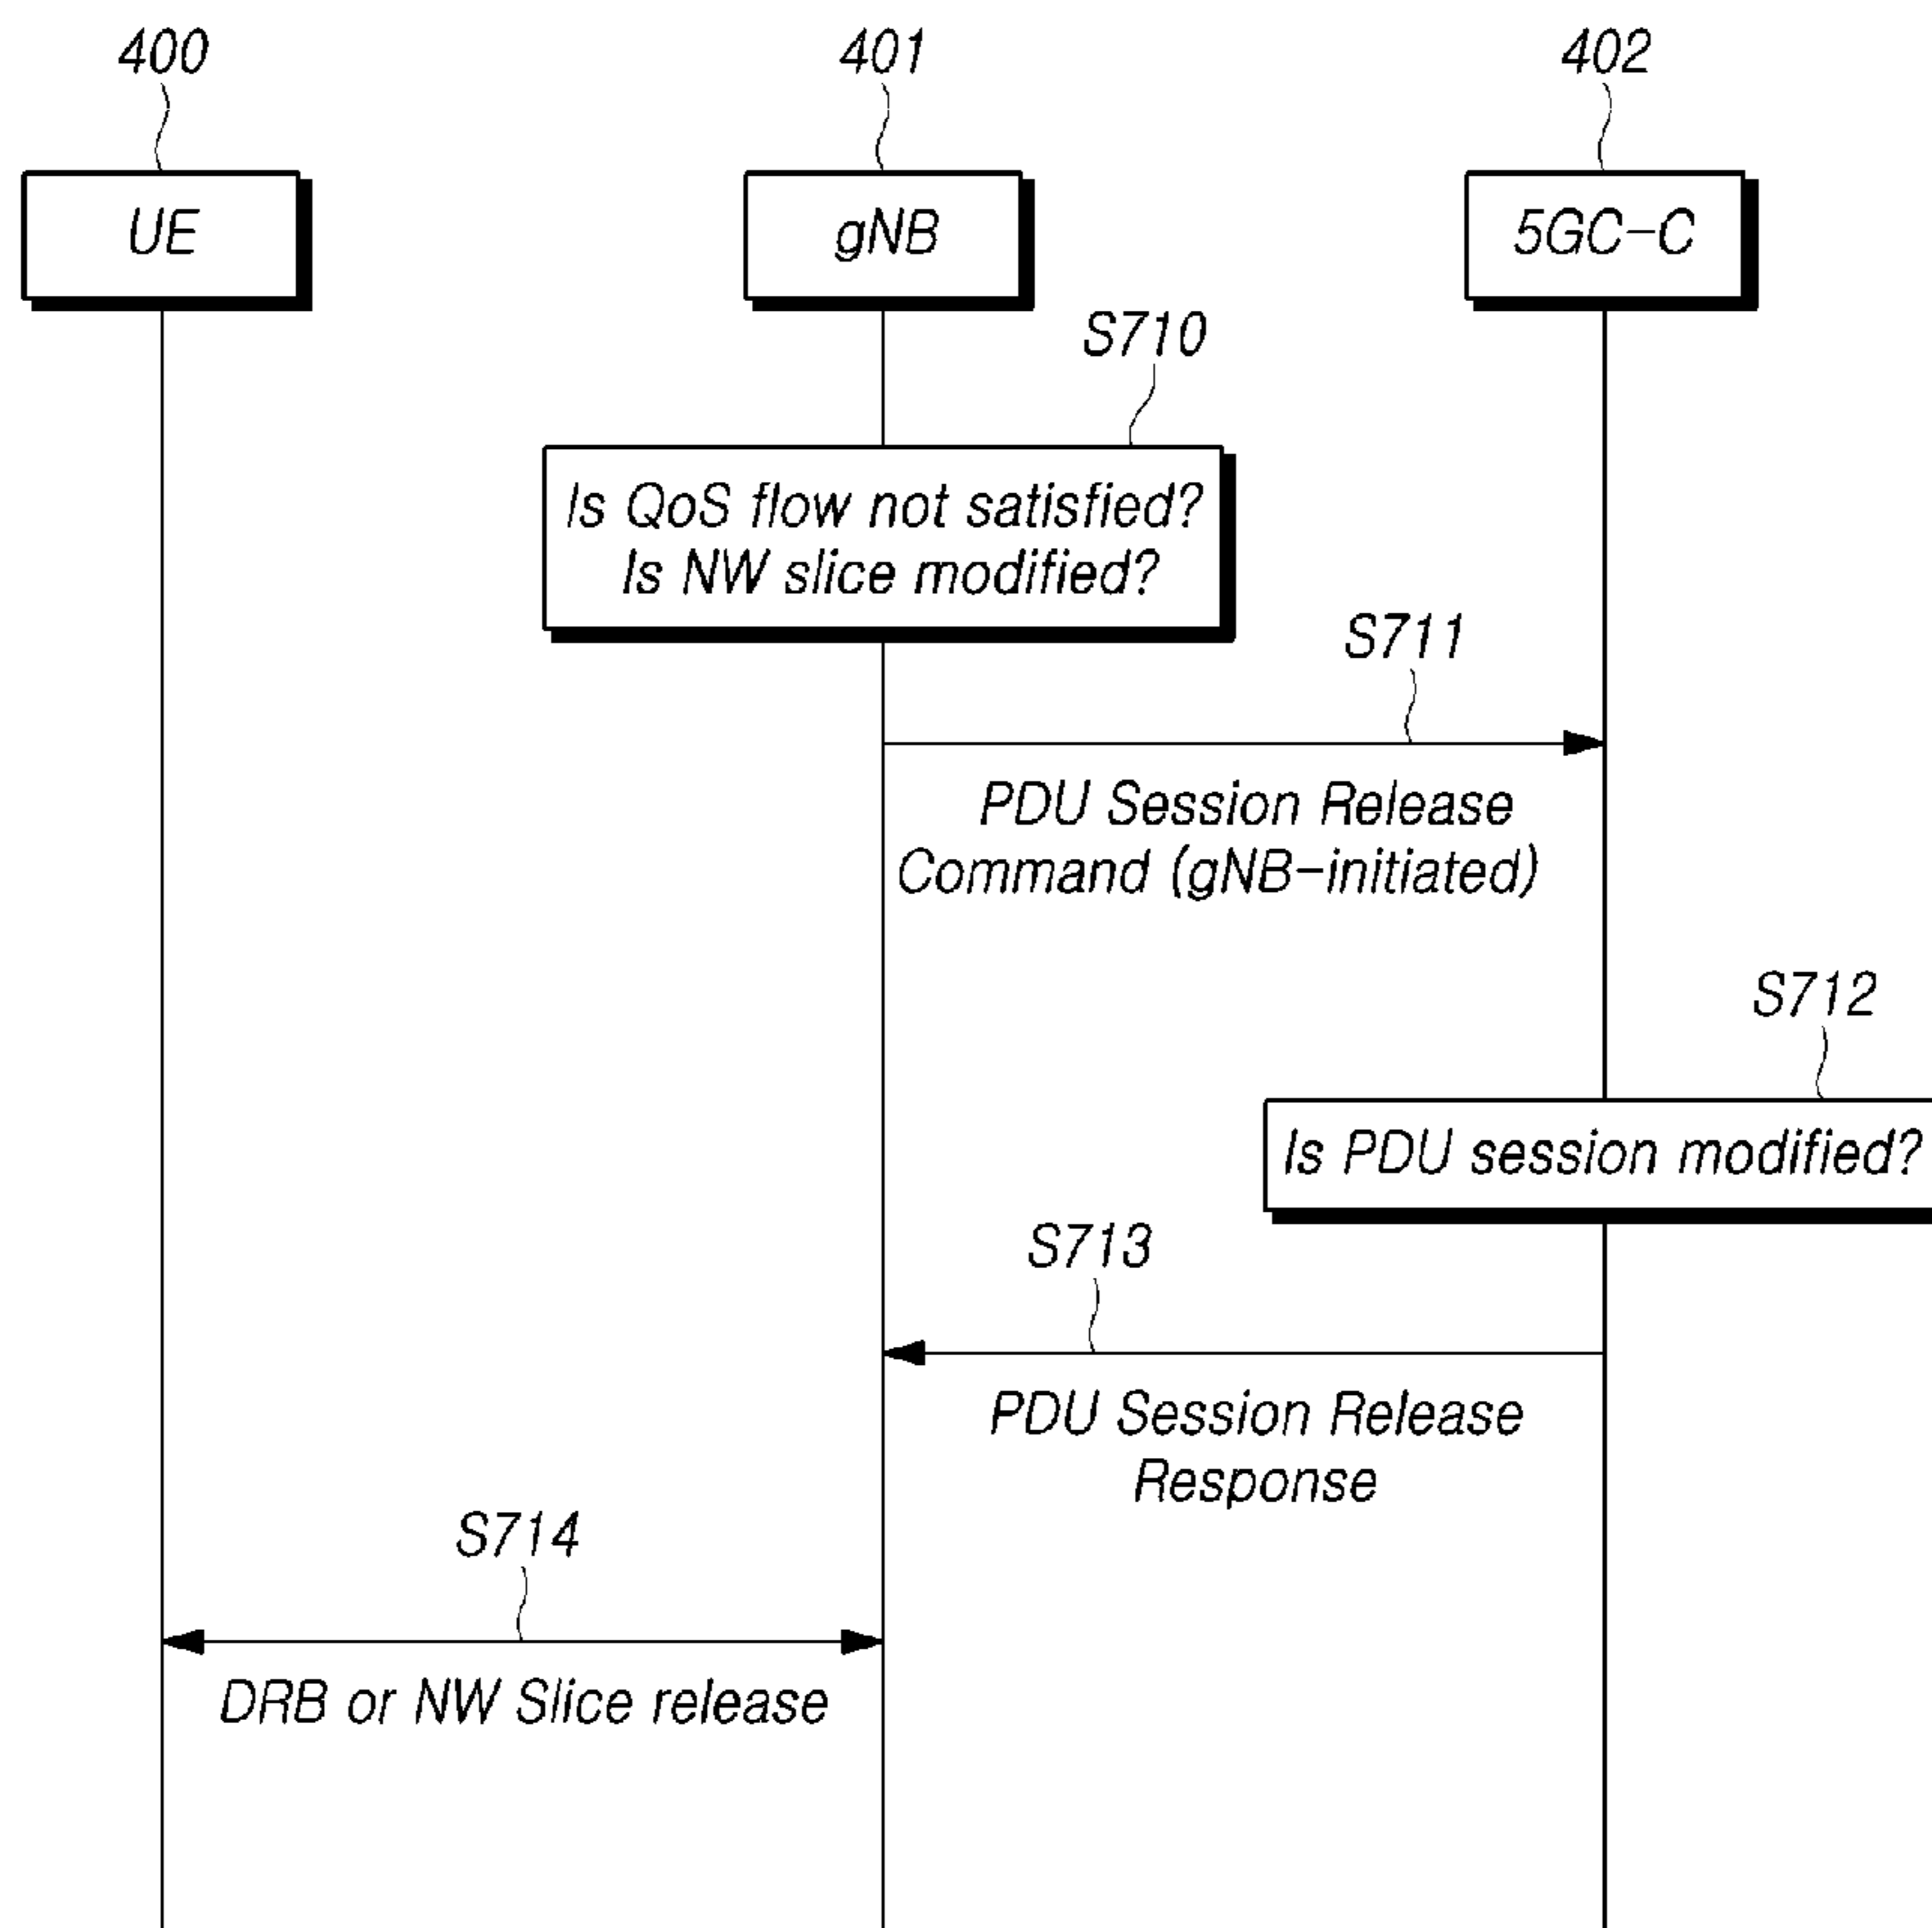 400
401
402
UE
gNB
5GC-C
S710
Is QoS flow not satisfied?
Is NW slice modified?
S711
PDU Session Release
Command (gNB-initiated)
S712
Is PDU session modified?
S713
PDU Session Release
Response
S714
DRB or NW Slice release